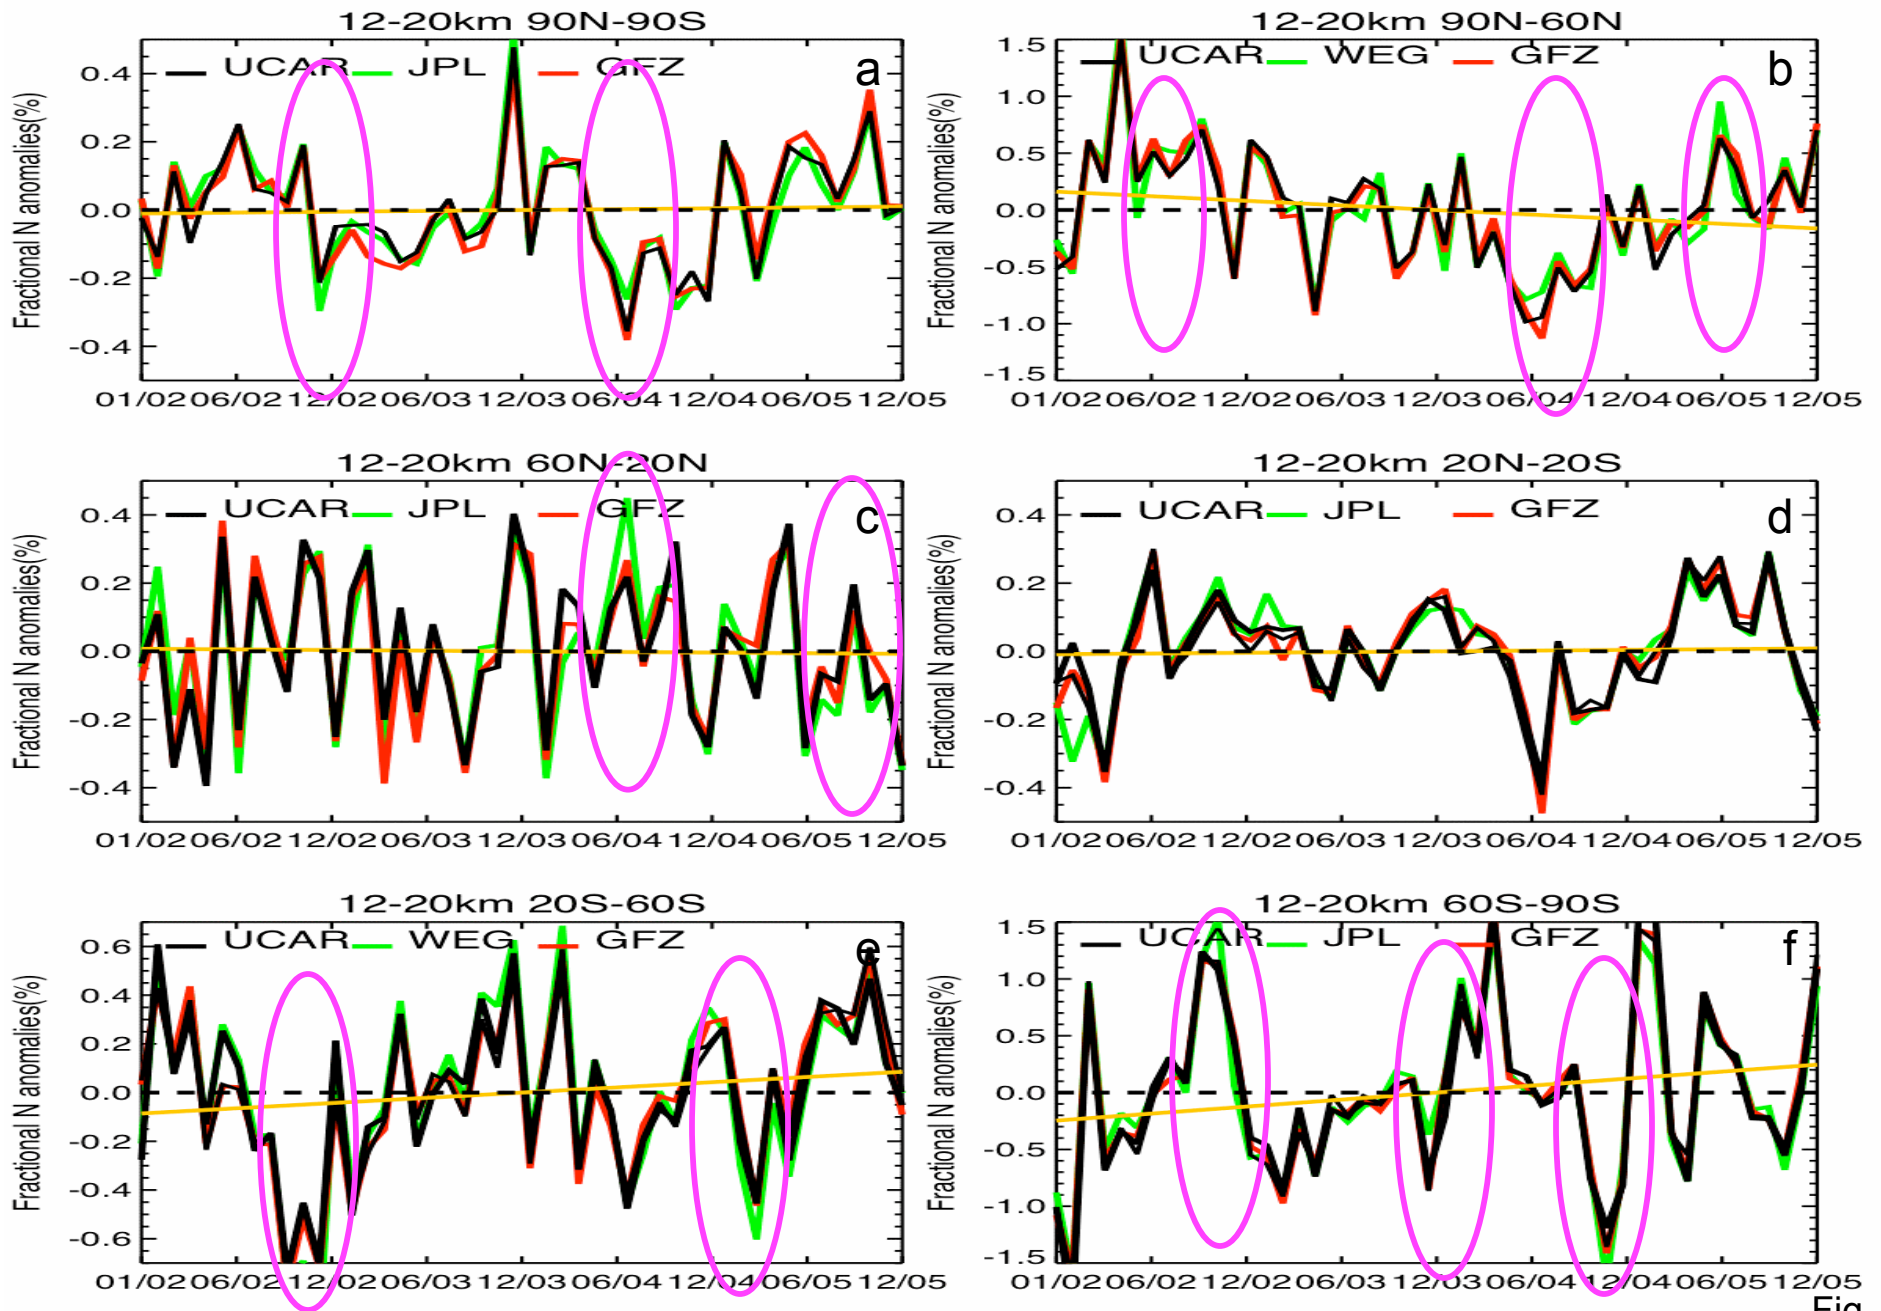 12-20km 90N-90S
UCAR JPL GFZ a
Fractional N anomalies(%)
0.4
0.2
0.0
-0.2
-0.4
01/02 06/02 12/02 06/03 12/03 06/04 12/04 06/05 12/05
12-20km 90N-60N
UCAR WEG GFZ b
Fractional N anomalies(%)
1.5
1.0
0.5
0.0
-0.5
-1.0
-1.5
01/02 06/02 12/02 06/03 12/03 06/04 12/04 06/05 12/05
12-20km 60N-20N
UCAR JPL GFZ c
Fractional N anomalies(%)
0.4
0.2
0.0
-0.2
-0.4
01/02 06/02 12/02 06/03 12/03 06/04 12/04 06/05 12/05
12-20km 20N-20S
UCAR JPL GFZ d
Fractional N anomalies(%)
0.4
0.2
0.0
-0.2
-0.4
01/02 06/02 12/02 06/03 12/03 06/04 12/04 06/05 12/05
12-20km 20S-60S
UCAR WEG GFZ e
Fractional N anomalies(%)
0.6
0.4
0.2
0.0
-0.2
-0.4
-0.6
01/02 06/02 12/02 06/03 12/03 06/04 12/04 06/05 12/05
12-20km 60S-90S
UCAR JPL GFZ f
Fractional N anomalies(%)
1.5
1.0
0.5
0.0
-0.5
-1.0
-1.5
01/02 06/02 12/02 06/03 12/03 06/04 12/04 06/05 12/05
Fig